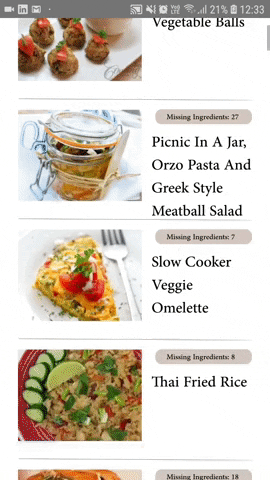 21% 12:33
Vegetable Balls
Missing Ingredients: 27
Picnic In A Jar,
Orzo Pasta And
Greek Style
Meatball Salad
Missing Ingredients: 7
Slow Cooker
Veggie
Omelette
Missing Ingredients: 8
Thai Fried Rice
Missing Ingredients: 18